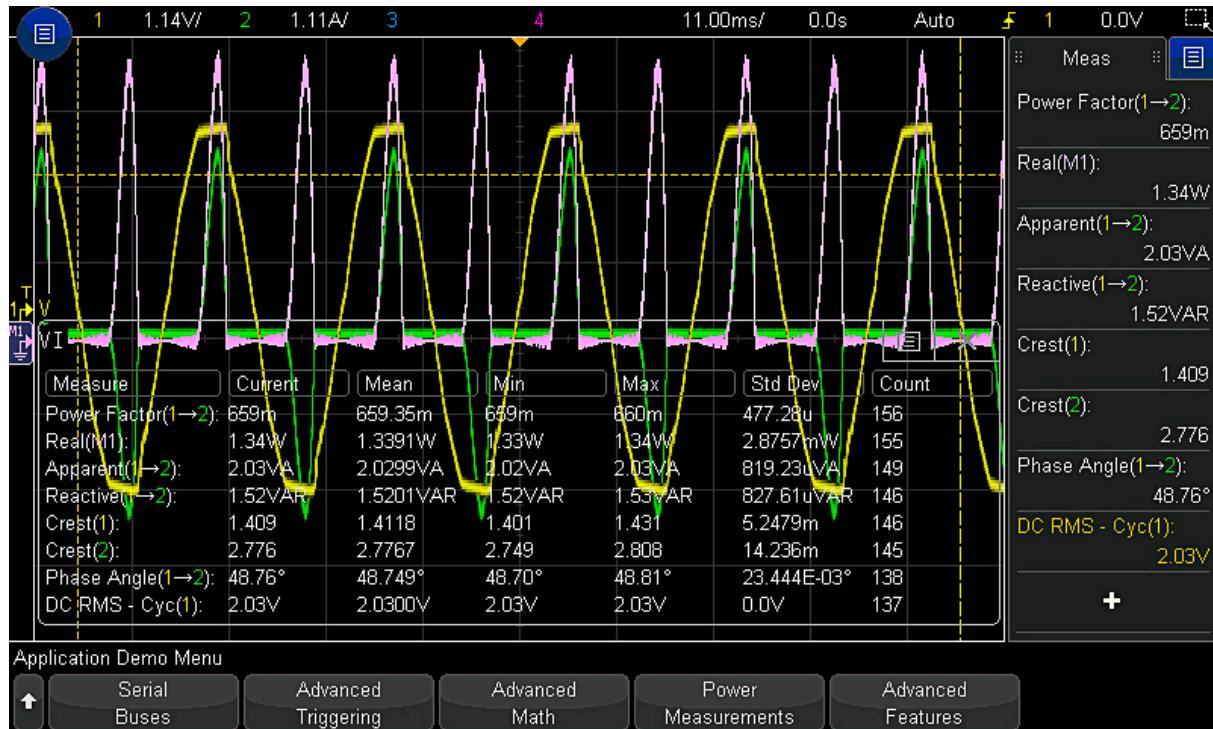 1 1.14V/ 2 1.11A/ 3 4 11.00ms/ 0.0s Auto 1 0.0V
Meas
Power Factor(1→2):
659m
Real(M1):
1.34W
Apparent(1→2):
2.03VA
Reactive(1→2):
1.52VAR
Crest(1):
1.409
Crest(2):
2.776
Phase Angle(1→2):
48.76°
DC RMS - Cyc(1):
2.03V
+
T
1 V
M1 VI
Measure Current Mean Min Max Std Dev Count
Power Factor(1→2): 659m 659.35m 659m 660m 477.28u 156
Real(M1): 1.34W 1.3391W 1.33W 1.34W 2.8757mW 155
Apparent(1→2): 2.03VA 2.0299VA 2.02VA 2.03VA 819.23uVA 149
Reactive(1→2): 1.52VAR 1.5201VAR 1.52VAR 1.53VAR 827.61uVAR 146
Crest(1): 1.409 1.4118 1.401 1.431 5.2479m 146
Crest(2): 2.776 2.7767 2.749 2.808 14.236m 145
Phase Angle(1→2): 48.76° 48.749° 48.70° 48.81° 23.444E-03° 138
DC RMS - Cyc(1): 2.03V 2.0300V 2.03V 2.03V 0.0V 137
Application Demo Menu
Serial
Buses
Advanced
Triggering
Advanced
Math
Power
Measurements
Advanced
Features